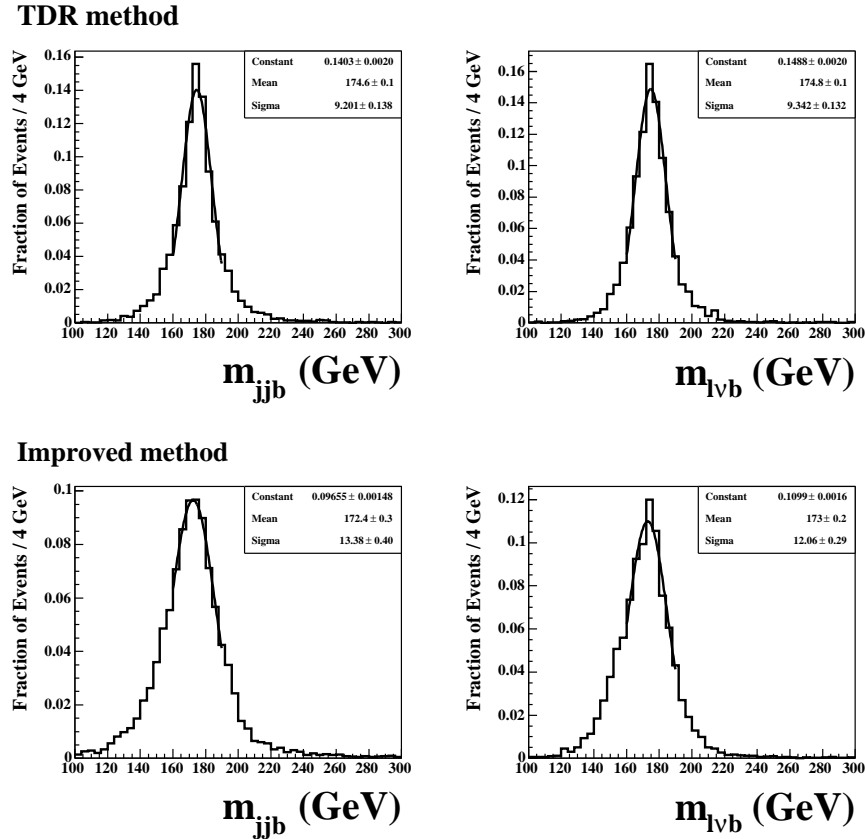 TDR method
Fraction of Events / 4 GeV
0.16
0.14
0.12
0.1
0.08
0.06
0.04
0.02
0
Constant 0.1403 ± 0.0020
Mean 174.6 ± 0.1
Sigma 9.201 ± 0.138
100 120 140 160 180 200 220 240 260 280 300
m_jjb (GeV)
Fraction of Events / 4 GeV
0.16
0.14
0.12
0.1
0.08
0.06
0.04
0.02
0
Constant 0.1488 ± 0.0020
Mean 174.8 ± 0.1
Sigma 9.342 ± 0.132
100 120 140 160 180 200 220 240 260 280 300
m_lνb (GeV)
Improved method
Fraction of Events / 4 GeV
0.1
0.08
0.06
0.04
0.02
0
Constant 0.09655 ± 0.00148
Mean 172.4 ± 0.3
Sigma 13.38 ± 0.40
100 120 140 160 180 200 220 240 260 280 300
m_jjb (GeV)
Fraction of Events / 4 GeV
0.12
0.1
0.08
0.06
0.04
0.02
0
Constant 0.1099 ± 0.0016
Mean 173 ± 0.2
Sigma 12.06 ± 0.29
100 120 140 160 180 200 220 240 260 280 300
m_lνb (GeV)